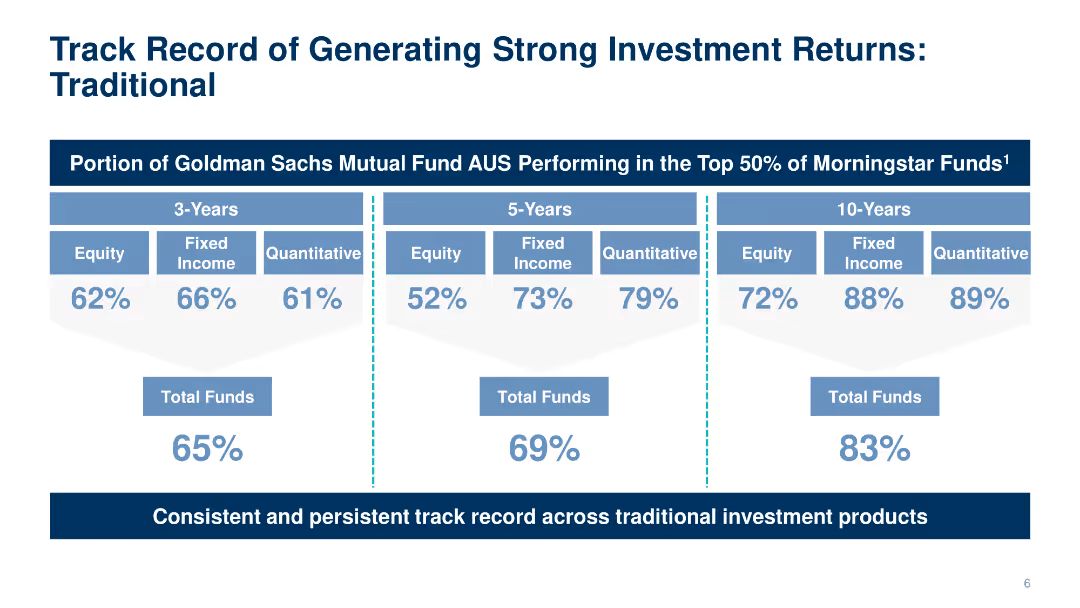 Track Record of Generating Strong Investment Returns:
Traditional
Portion of Goldman Sachs Mutual Fund AUS Performing in the Top 50% of Morningstar Funds¹
3-Years
Equity
Fixed
Income
Quantitative
62%
66%
61%
Total Funds
65%
5-Years
Equity
Fixed
Income
Quantitative
52%
73%
79%
Total Funds
69%
10-Years
Equity
Fixed
Income
Quantitative
72%
88%
89%
Total Funds
83%
Consistent and persistent track record across traditional investment products
6